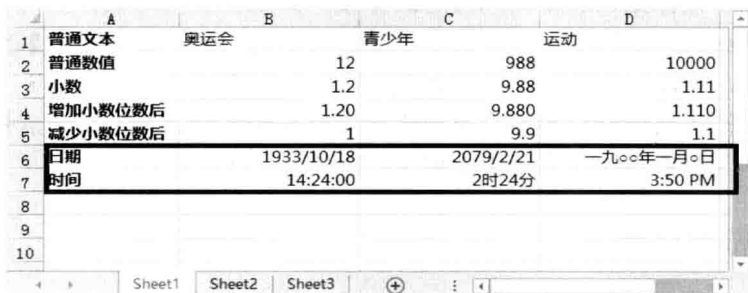 A B C D
1 普通文本 奥运会 青少年 运动
2 普通数值 12 988 10000
3 小数 1.2 9.88 1.11
4 增加小数位数后 1.20 9.880 1.110
5 减少小数位数后 1 9.9 1.1
6 日期 1933/10/18 2079/2/21 一九○○年一月○日
7 时间 14:24:00 2时24分 3:50 PM
8
9
10
Sheet1 Sheet2 Sheet3